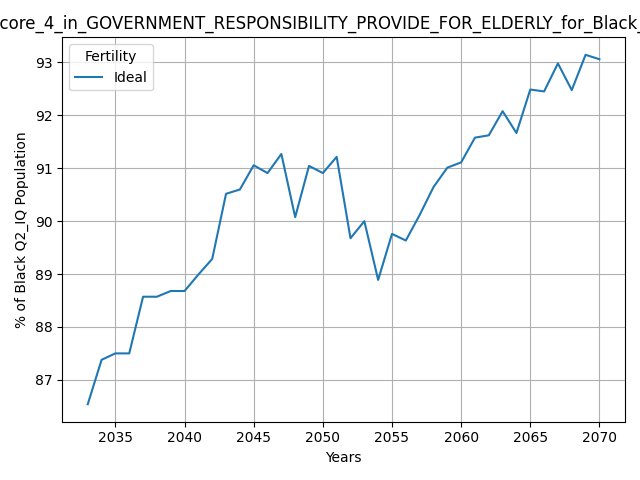 core_4_in_GOVERNMENT_RESPONSIBILITY_PROVIDE_FOR_ELDERLY_for_Black_
Fertility
Ideal
93
92
91
90
89
88
87
% of Black Q2_IQ Population
2035 2040 2045 2050 2055 2060 2065 2070
Years